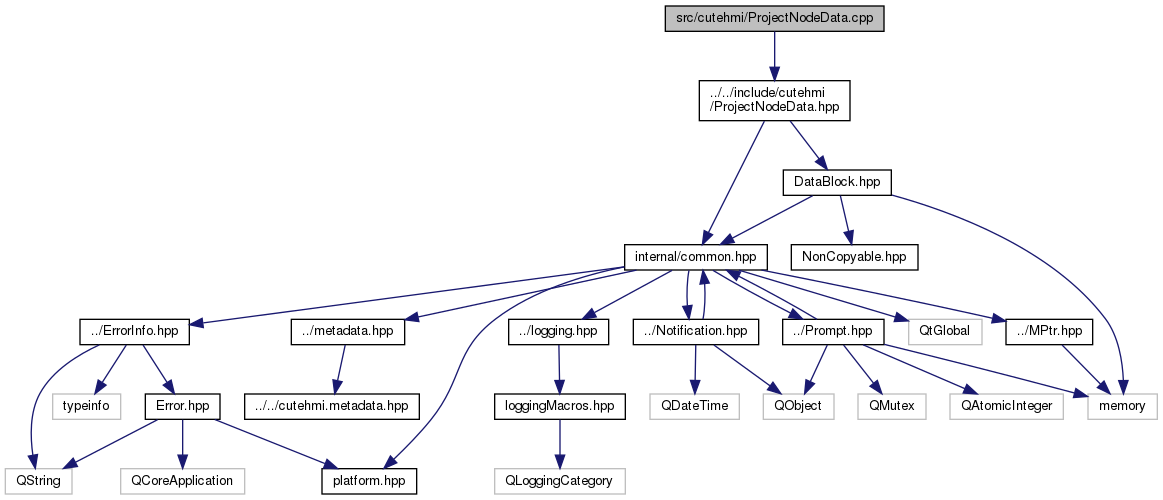 src/cutehmi/ProjectNodeData.cpp
../../include/cutehmi
/ProjectNodeData.hpp
DataBlock.hpp
internal/common.hpp
NonCopyable.hpp
../ErrorInfo.hpp
../metadata.hpp
../logging.hpp
../Notification.hpp
../Prompt.hpp
QtGlobal
../MPtr.hpp
typeinfo
Error.hpp
../../cutehmi.metadata.hpp
loggingMacros.hpp
QDateTime
QObject
QMutex
QAtomicInteger
memory
QString
QCoreApplication
platform.hpp
QLoggingCategory